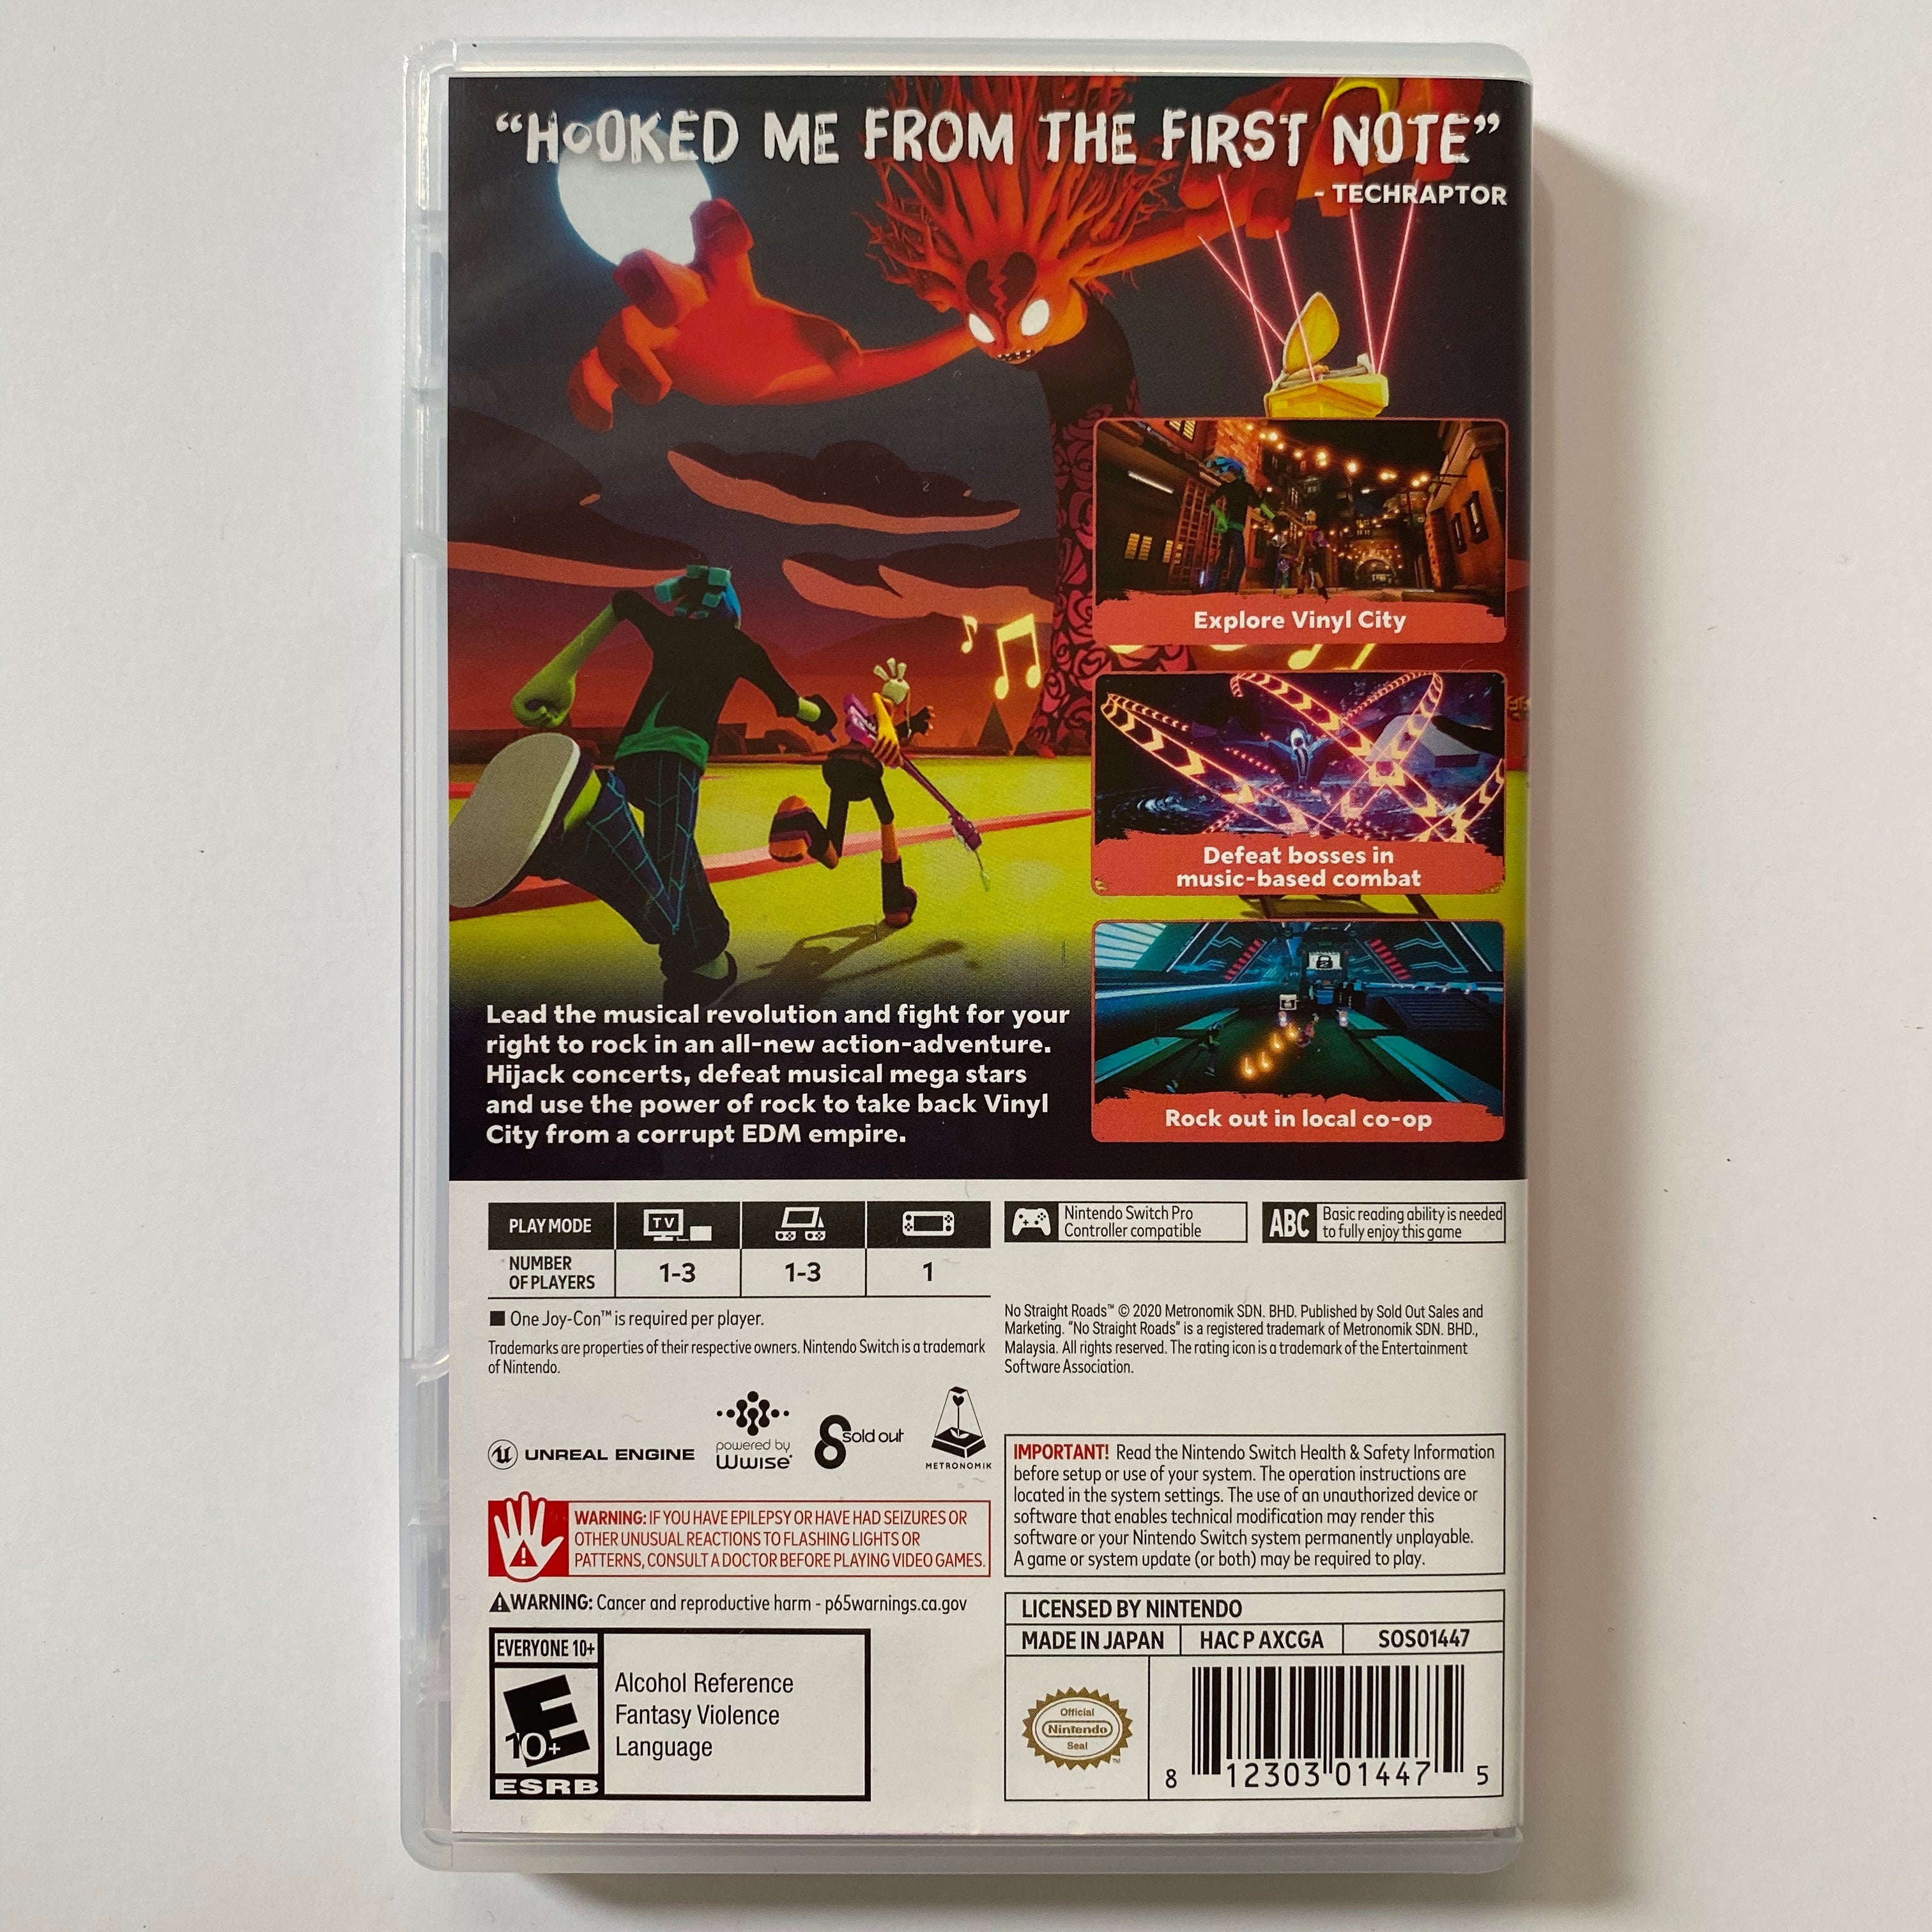 “HOOKED ME FROM THE FIRST NOTE”
- TECHRAPTOR
Explore Vinyl City
Defeat bosses in
music-based combat
Rock out in local co-op
Lead the musical revolution and fight for your
right to rock in an all-new action-adventure.
Hijack concerts, defeat musical mega stars
and use the power of rock to take back Vinyl
City from a corrupt EDM empire.
PLAY MODE
TV
NUMBER
OF PLAYERS
1-3
1-3
1
Nintendo Switch Pro
Controller compatible
ABC
Basic reading ability is needed
to fully enjoy this game
■ One Joy-Con™ is required per player.
Trademarks are properties of their respective owners. Nintendo Switch is a trademark
of Nintendo.
No Straight Roads™ © 2020 Metronomik SDN. BHD. Published by Sold Out Sales and
Marketing. “No Straight Roads” is a registered trademark of Metronomik SDN. BHD.,
Malaysia. All rights reserved. The rating icon is a trademark of the Entertainment
Software Association.
UNREAL ENGINE
powered by
Wwise®
sold out
METRONOMIK
IMPORTANT! Read the Nintendo Switch Health & Safety Information
before setup or use of your system. The operation instructions are
located in the system settings. The use of an unauthorized device or
software that enables technical modification may render this
software or your Nintendo Switch system permanently unplayable.
A game or system update (or both) may be required to play.
WARNING: IF YOU HAVE EPILEPSY OR HAVE HAD SEIZURES OR
OTHER UNUSUAL REACTIONS TO FLASHING LIGHTS OR
PATTERNS, CONSULT A DOCTOR BEFORE PLAYING VIDEO GAMES.
WARNING: Cancer and reproductive harm - p65warnings.ca.gov
EVERYONE 10+
E
10+
ESRB
Alcohol Reference
Fantasy Violence
Language
LICENSED BY NINTENDO
MADE IN JAPAN
HAC P AXCGA
SOS01447
Official
Nintendo
Seal
™
8 12303 01447 5